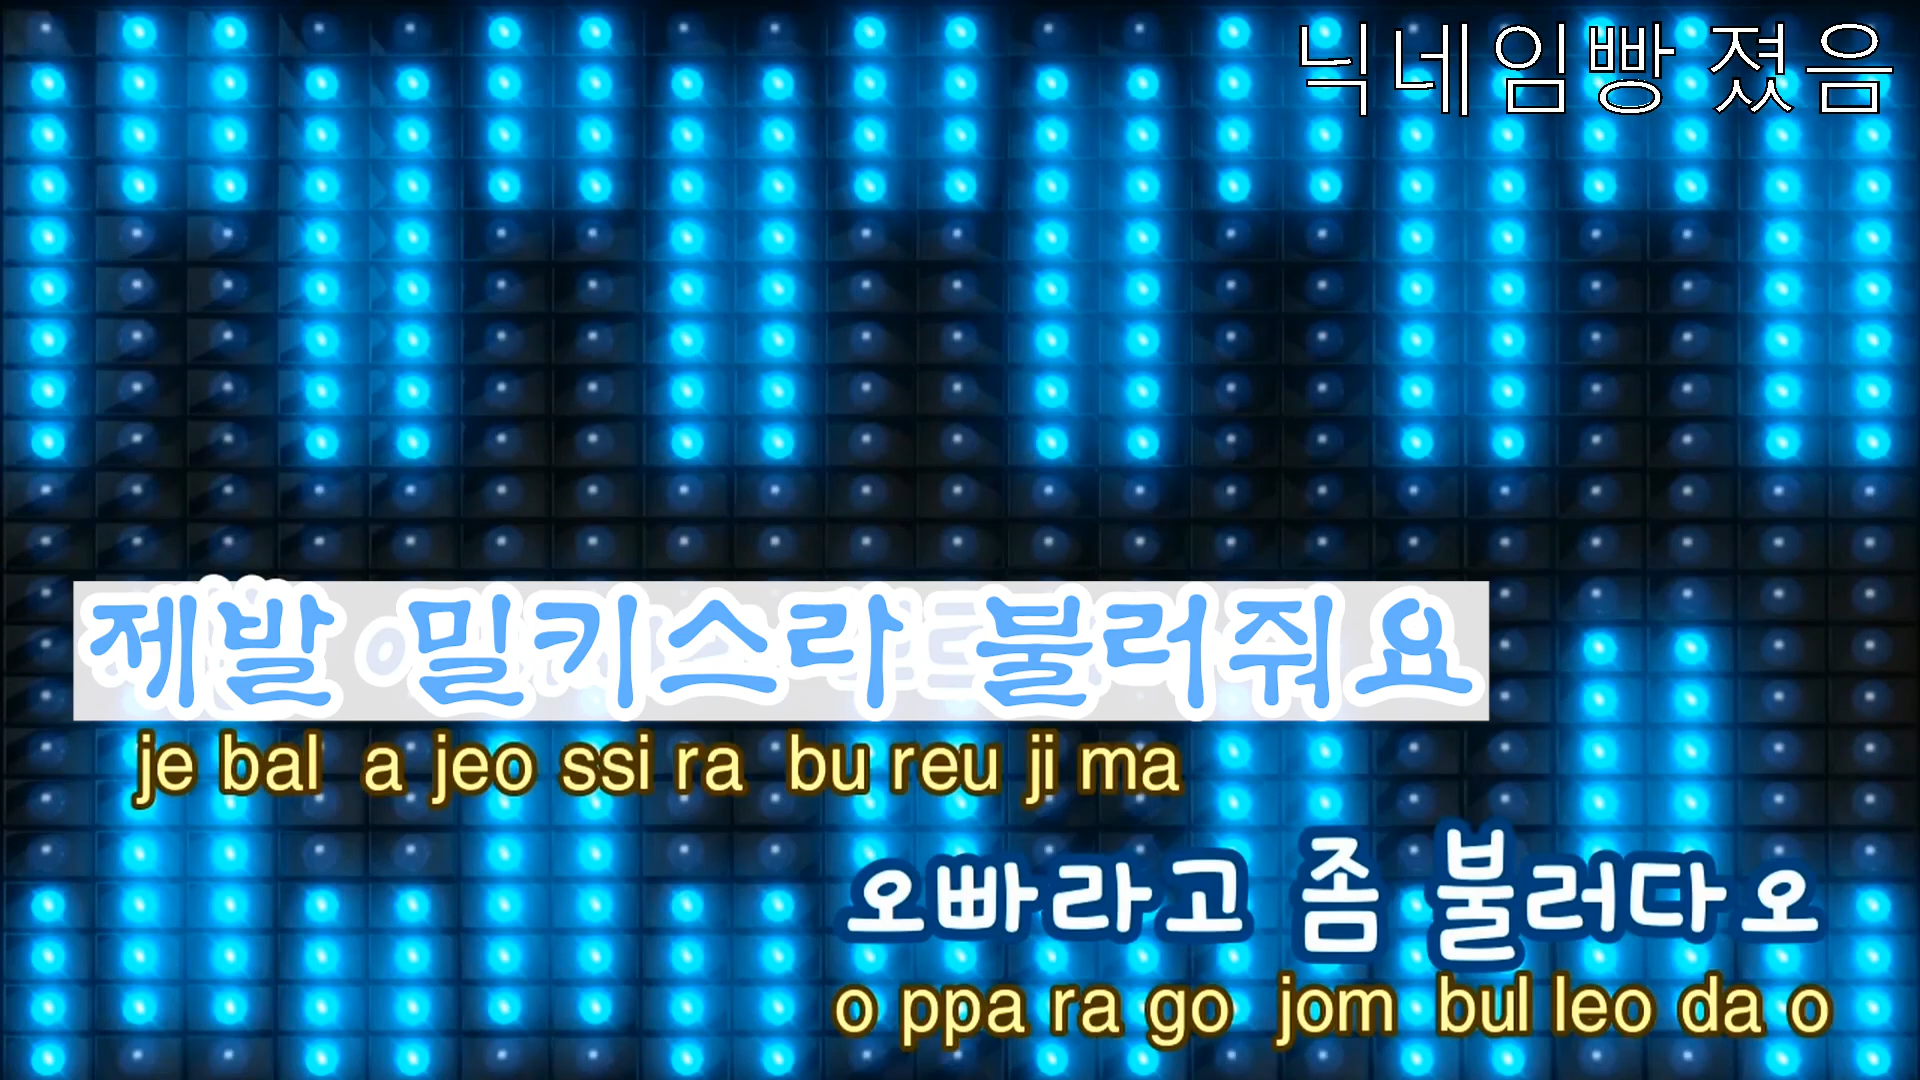 닉네임빵 졌음
제발 밀키스라 불러줘요
je bal a jeo ssi ra bu reu ji ma
오빠라고 좀 불러다오
o ppa ra go jom bul leo da o